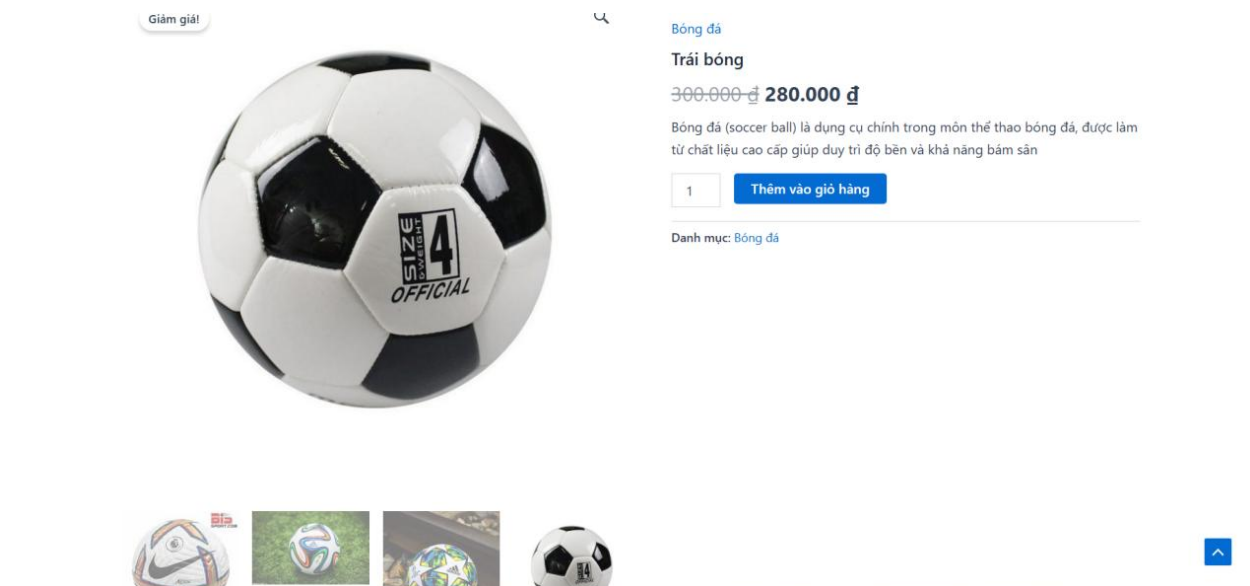 Giảm giá!
Bóng đá
Trái bóng
300.000 ₫ 280.000 ₫
Bóng đá (soccer ball) là dụng cụ chính trong môn thể thao bóng đá, được làm
từ chất liệu cao cấp giúp duy trì độ bền và khả năng bám sân
1
Thêm vào giỏ hàng
Danh mục: Bóng đá
SIZE
&WEIGHT
4
OFFICIAL